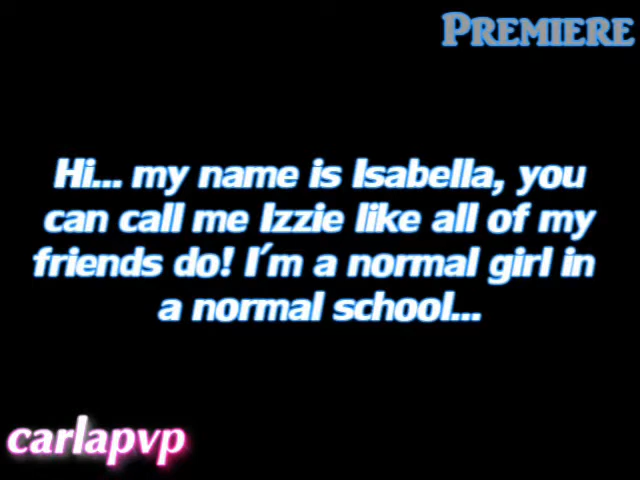 PREMIERE
Hi... my name is Isabella, you
can call me Izzie like all of my
friends do! I'm a normal girl in
a normal school...
carlapvp